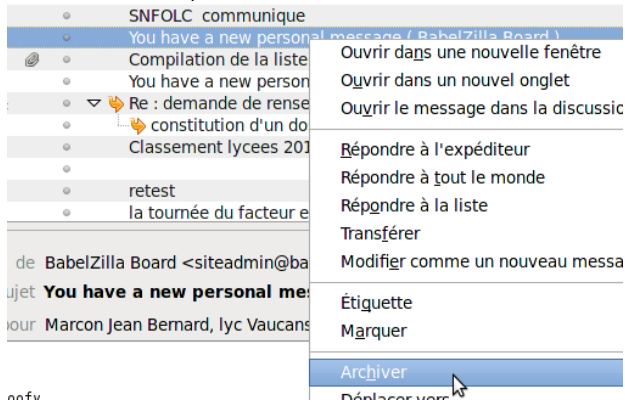 SNFOLC communique
You have a new personal message ( BabelZilla Board )
Compilation de la liste
You have a new person
Re : demande de rense
constitution d'un do
Classement lycees 201
retest
la tournée du facteur e
Ouvrir dans une nouvelle fenêtre
Ouvrir dans un nouvel onglet
Ouvrir le message dans la discussio
Répondre à l'expéditeur
Répondre à tout le monde
Répondre à la liste
Transférer
Modifier comme un nouveau messa
Étiquette
Marquer
Archiver
Déplacer vers
de BabelZilla Board <siteadmin@ba
ujet You have a new personal mes
pour Marcon Jean Bernard, lyc Vaucans